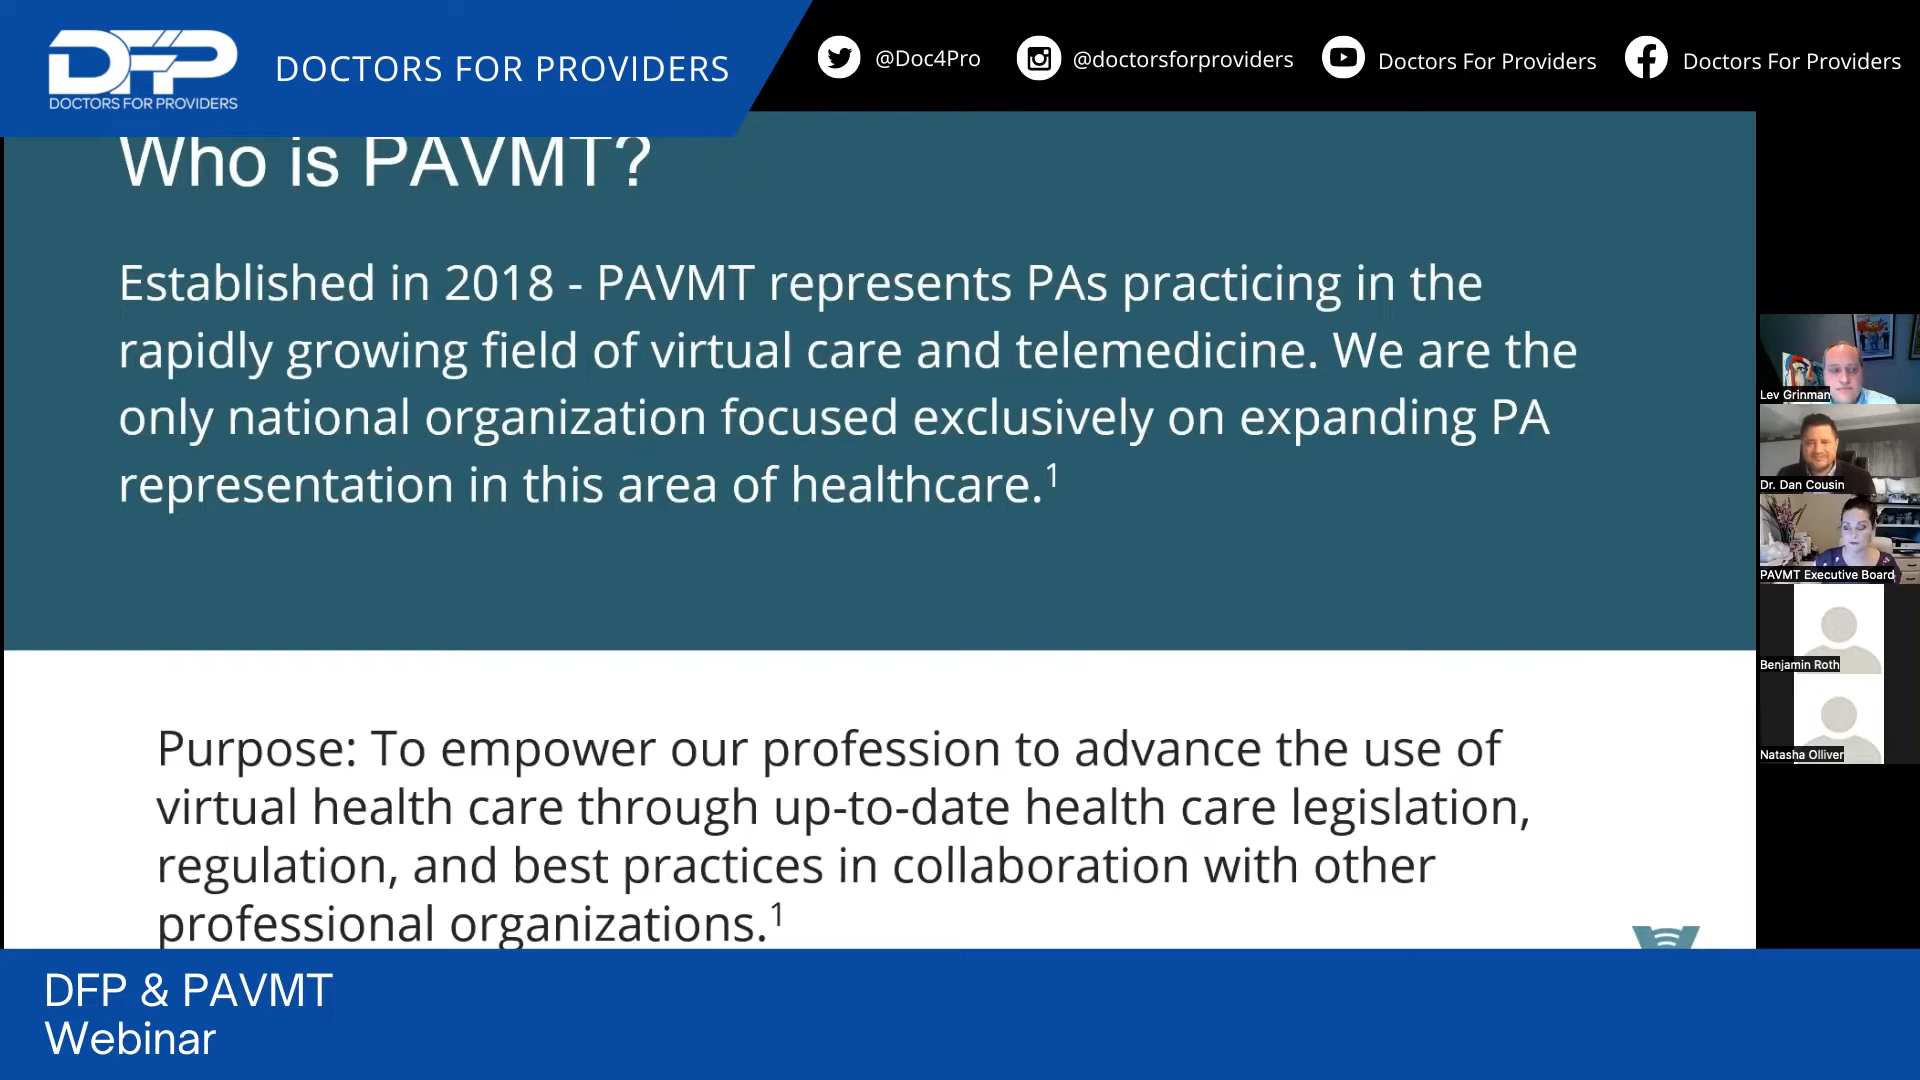 DFP
DOCTORS FOR PROVIDERS
DOCTORS FOR PROVIDERS
@Doc4Pro
@doctorsforproviders
Doctors For Providers
Doctors For Providers
Who is PAVMT?
Established in 2018 - PAVMT represents PAs practicing in the
rapidly growing field of virtual care and telemedicine. We are the
only national organization focused exclusively on expanding PA
representation in this area of healthcare.1
Purpose: To empower our profession to advance the use of
virtual health care through up-to-date health care legislation,
regulation, and best practices in collaboration with other
professional organizations.1
Lev Grinman
Dr. Dan Cousin
PAVMT Executive Board
Benjamin Roth
Natasha Olliver
DFP & PAVMT
Webinar